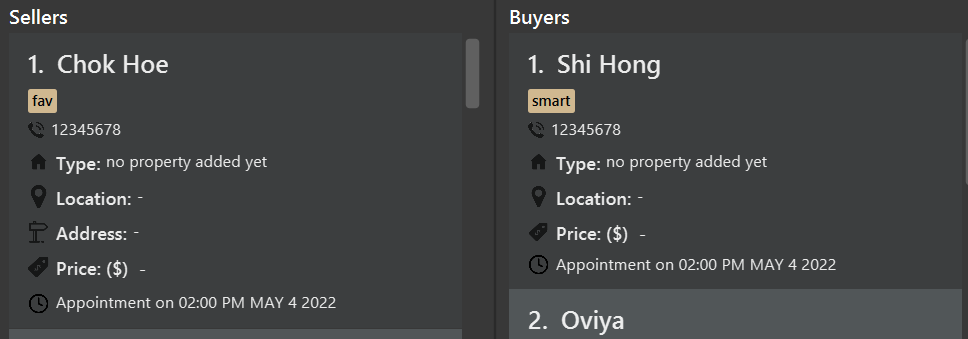 Sellers
1. Chok Hoe
fav
12345678
Type: no property added yet
Location: -
Address: -
Price: ($) -
Appointment on 02:00 PM MAY 4 2022
Buyers
1. Shi Hong
smart
12345678
Type: no property added yet
Location: -
Price: ($) -
Appointment on 02:00 PM MAY 4 2022
2. Oviya